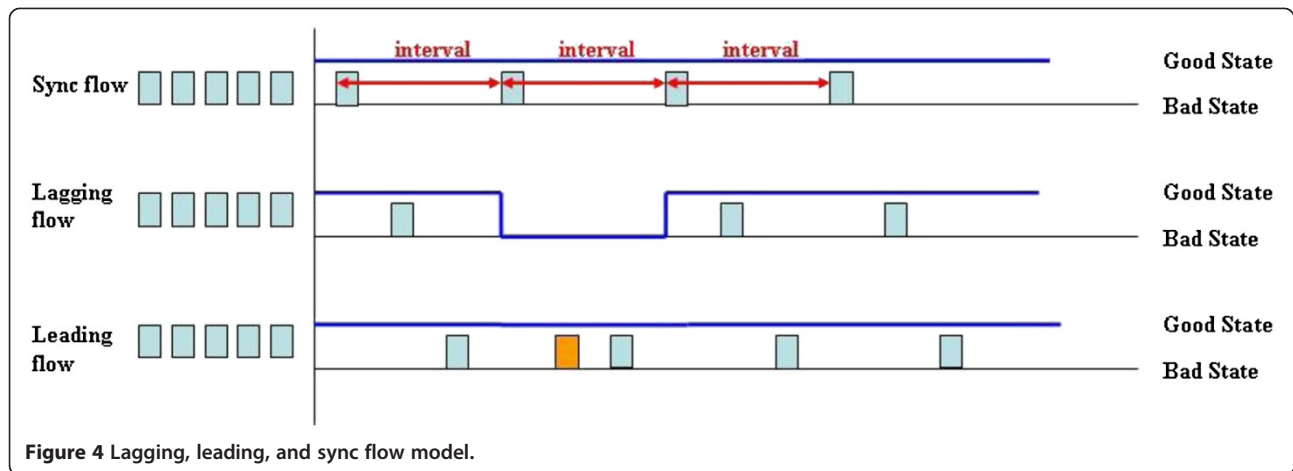 interval interval interval
Good State
Sync flow
Bad State
Lagging
flow
Good State
Bad State
Leading
flow
Good State
Bad State
Figure 4 Lagging, leading, and sync flow model.